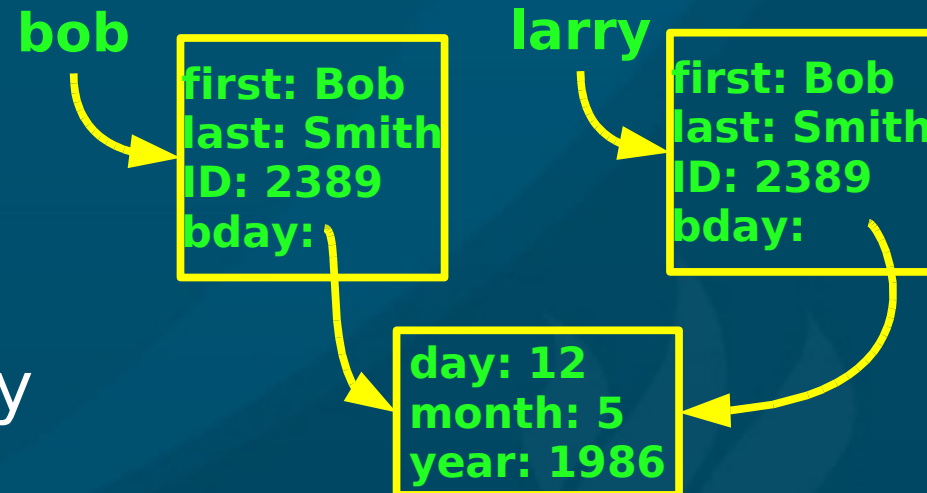 bob
first: Bob
last: Smith
ID: 2389
bday:
larry
first: Bob
last: Smith
ID: 2389
bday:
y
day: 12
month: 5
year: 1986